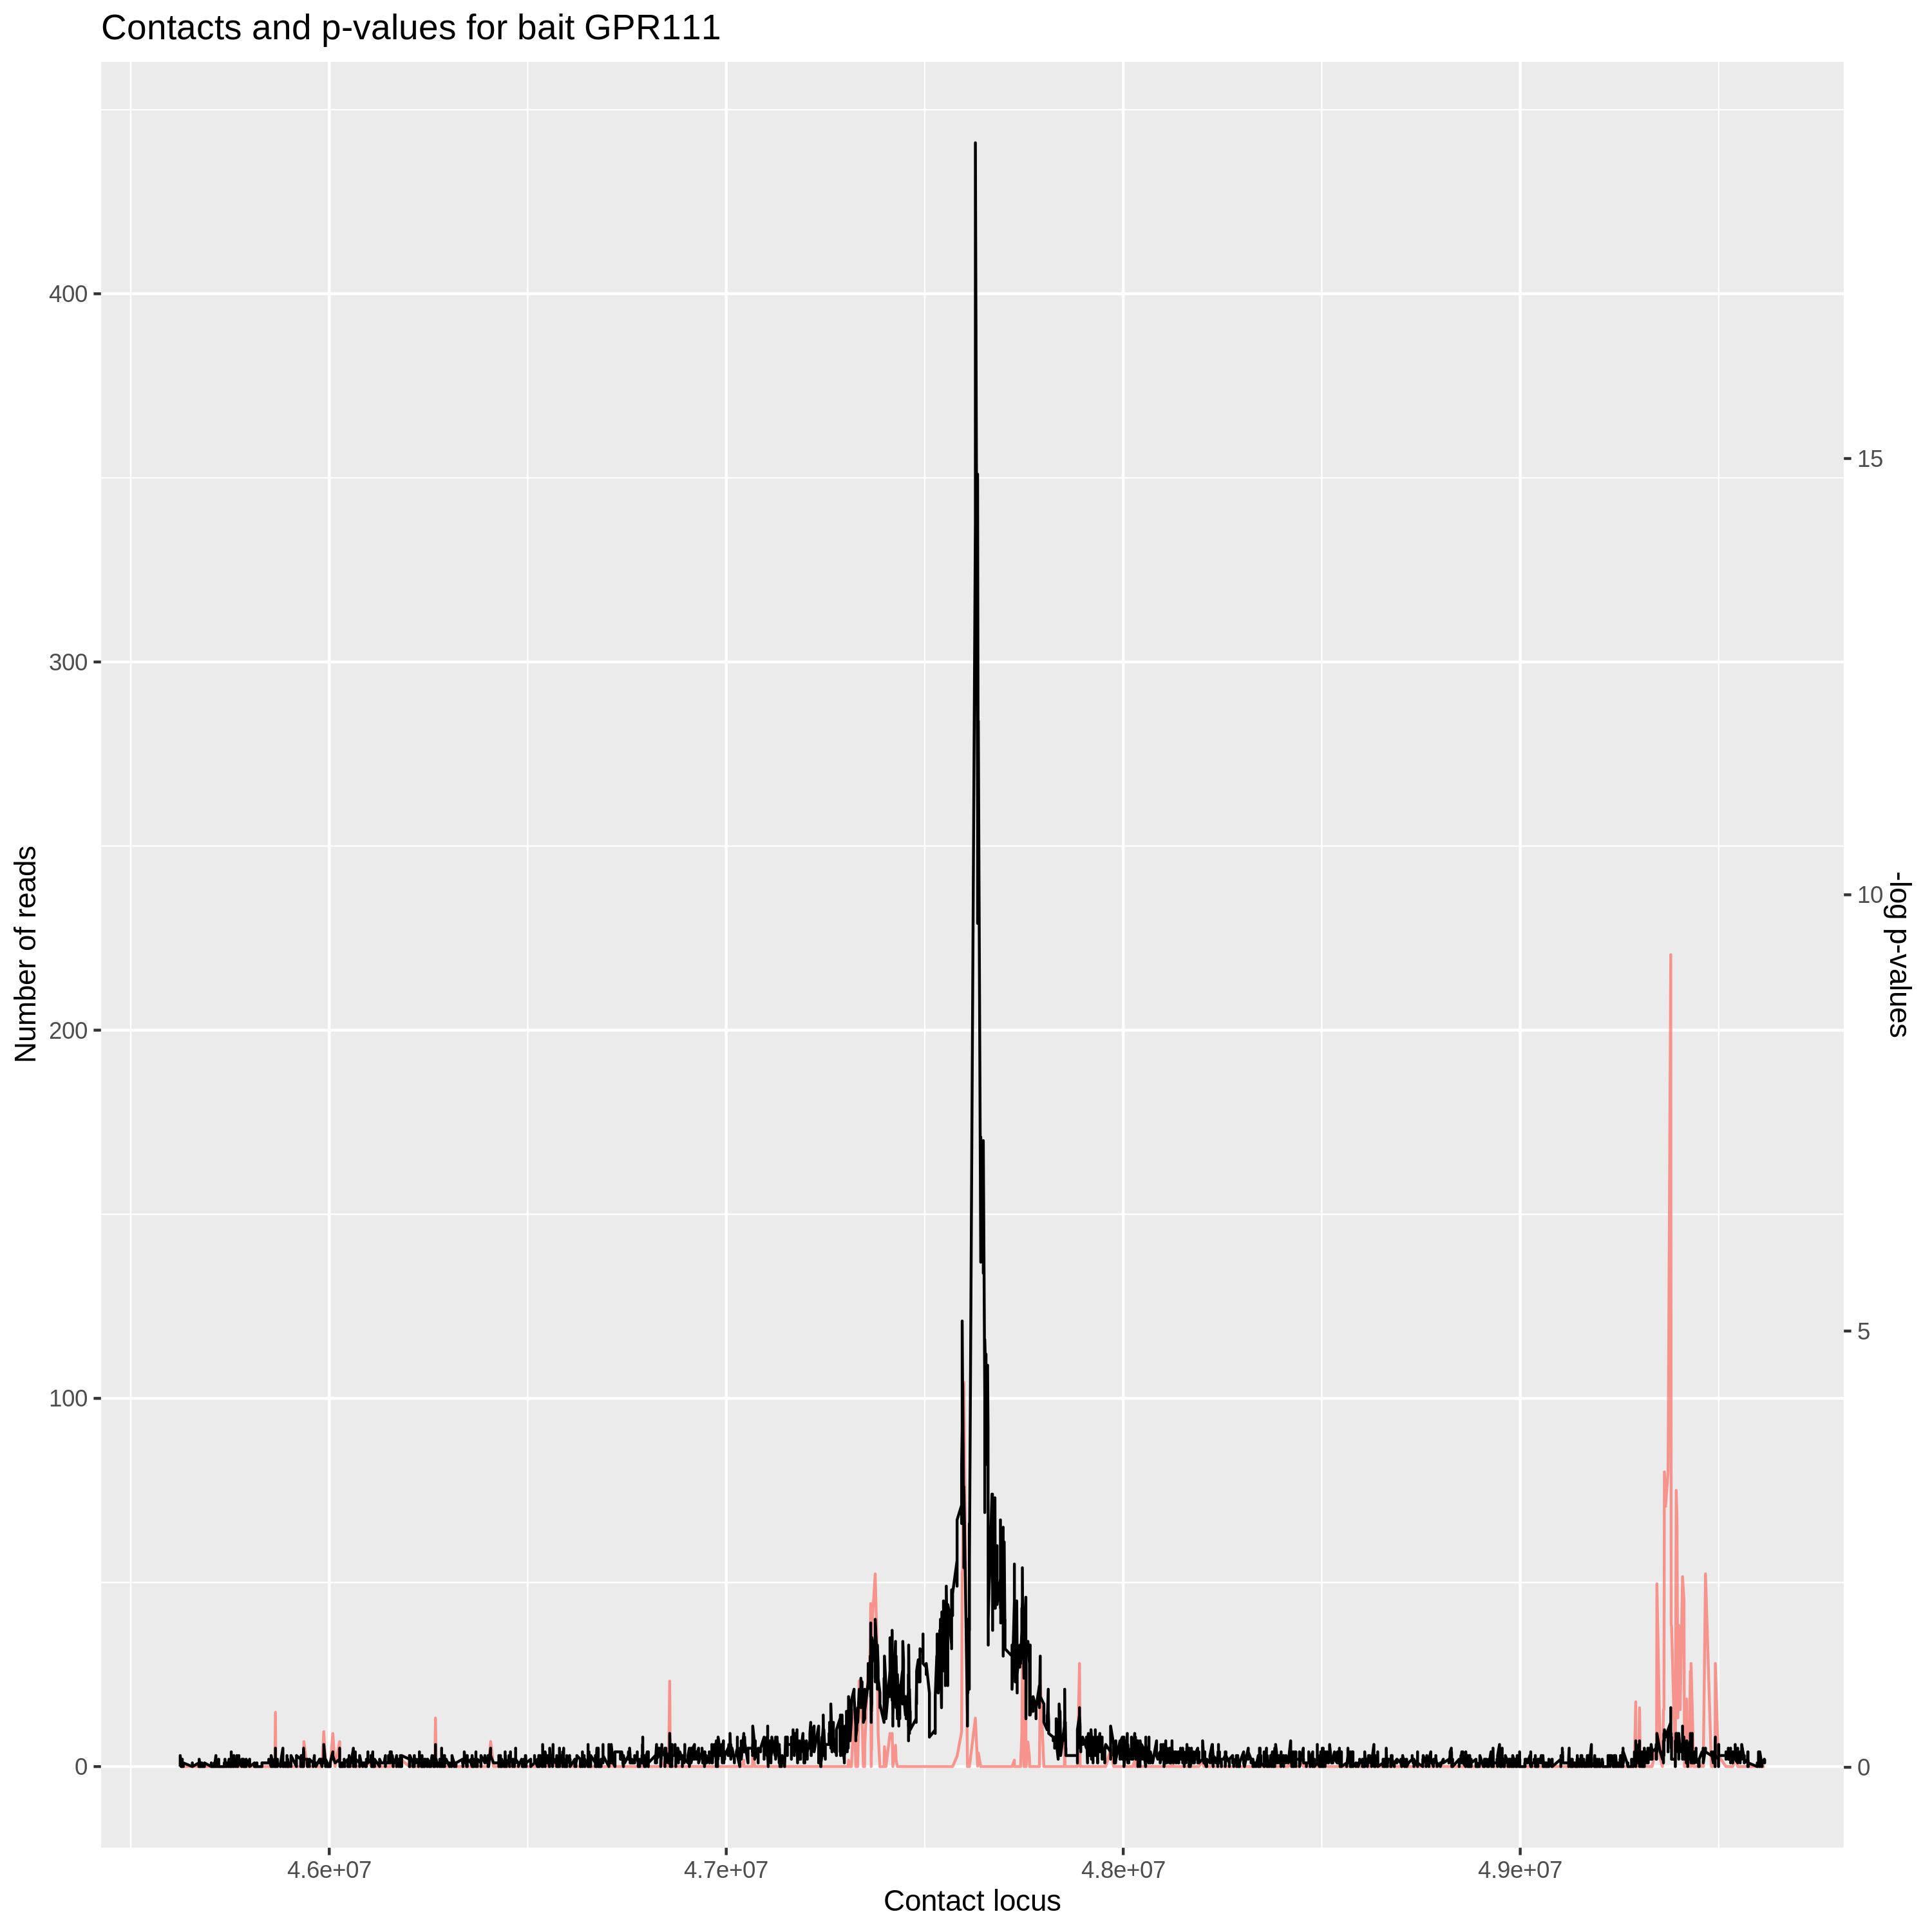 Contacts and p-values for bait GPR111
400
300
200
100
0
Number of reads
15
10
5
0
-log p-values
4.6e+07
4.7e+07
4.8e+07
4.9e+07
Contact locus